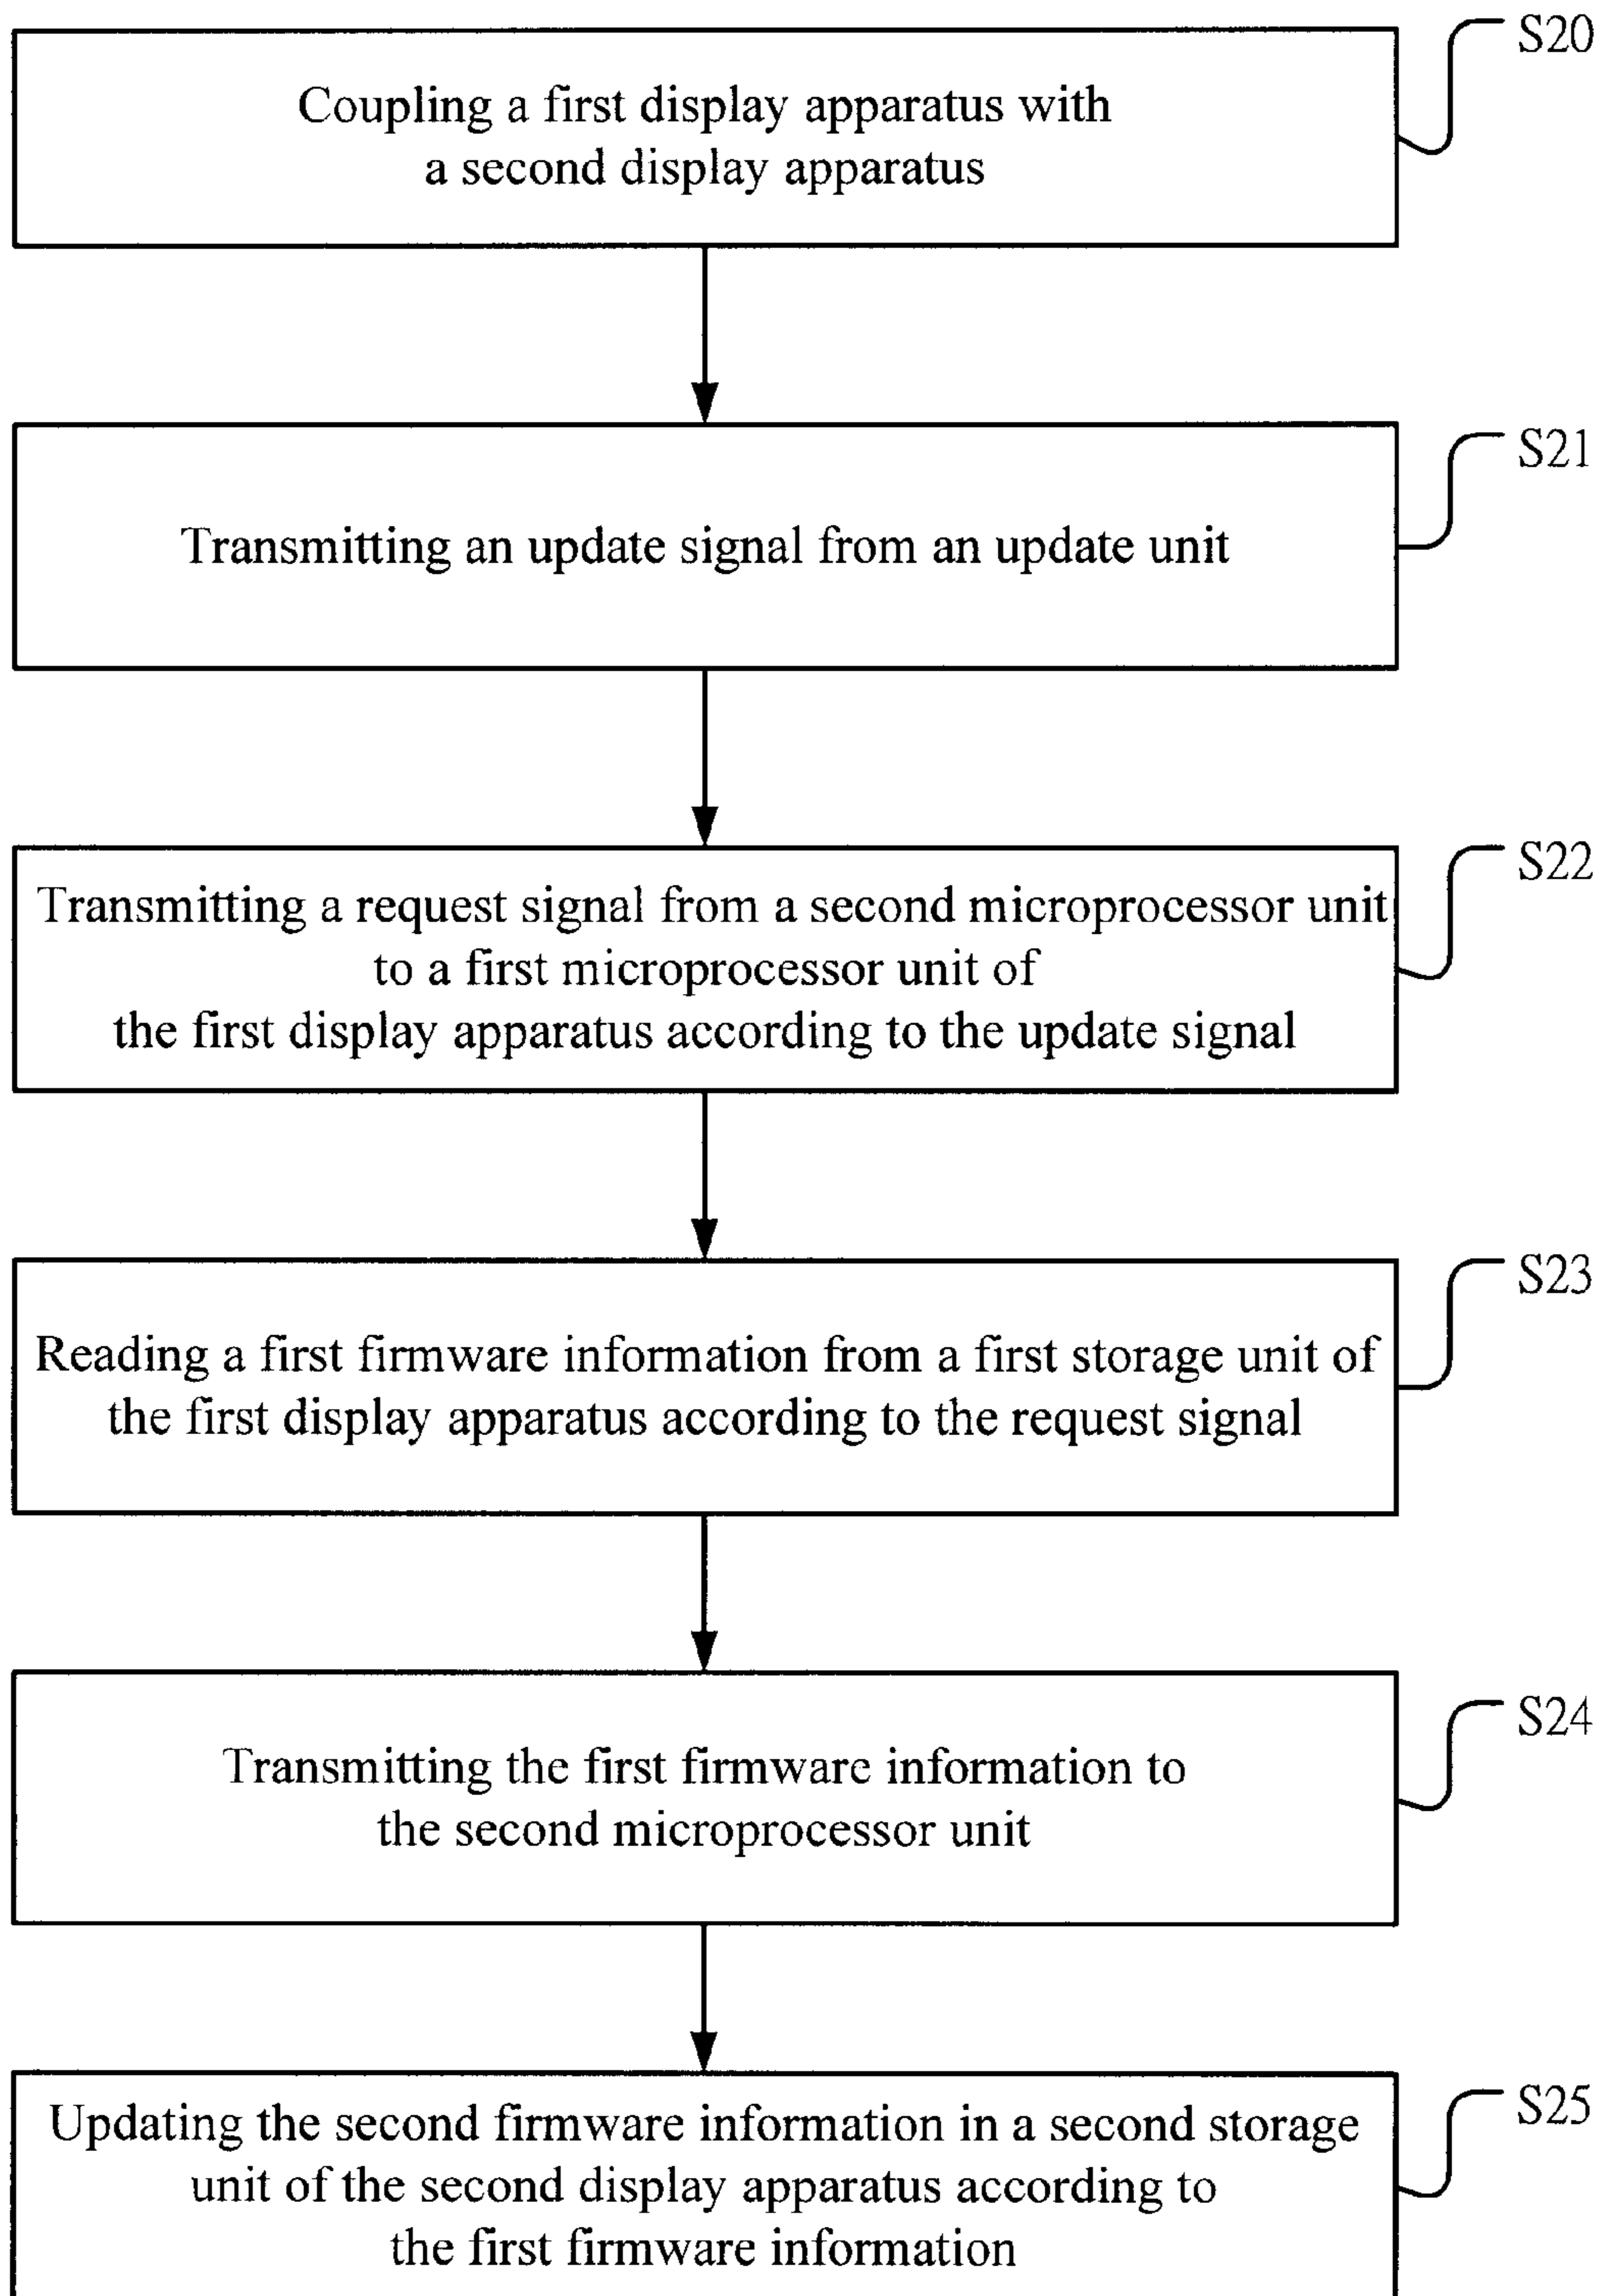 S20
Coupling a first display apparatus with
a second display apparatus
S21
Transmitting an update signal from an update unit
S22
Transmitting a request signal from a second microprocessor unit
to a first microprocessor unit of
the first display apparatus according to the update signal
S23
Reading a first firmware information from a first storage unit of
the first display apparatus according to the request signal
S24
Transmitting the first firmware information to
the second microprocessor unit
S25
Updating the second firmware information in a second storage
unit of the second display apparatus according to
the first firmware information